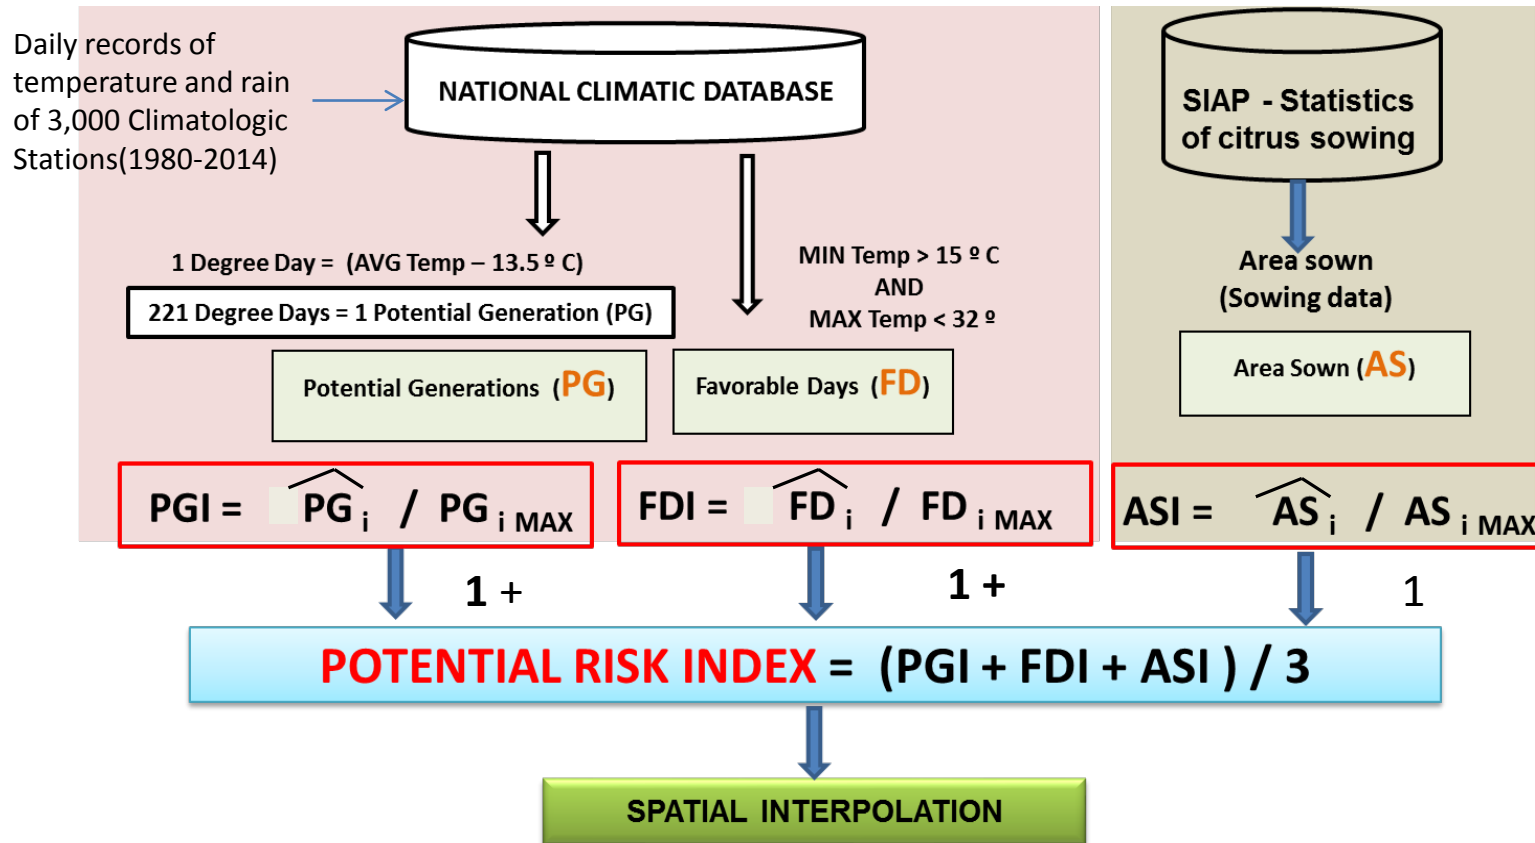 Daily records of
temperature and rain
of 3,000 Climatologic
Stations(1980-2014)
NATIONAL CLIMATIC DATABASE
SIAP - Statistics
of citrus sowing
1 Degree Day = (AVG Temp – 13.5 º C)
221 Degree Days = 1 Potential Generation (PG)
MIN Temp > 15 º C
AND
MAX Temp < 32 º
Area sown
(Sowing data)
Potential Generations (PG)
Favorable Days (FD)
Area Sown (AS)
PGI = PG i / PG i MAX
FDI = FD i / FD i MAX
ASI = AS i / AS i MAX
1 +
1 +
1
POTENTIAL RISK INDEX = (PGI + FDI + ASI ) / 3
SPATIAL INTERPOLATION